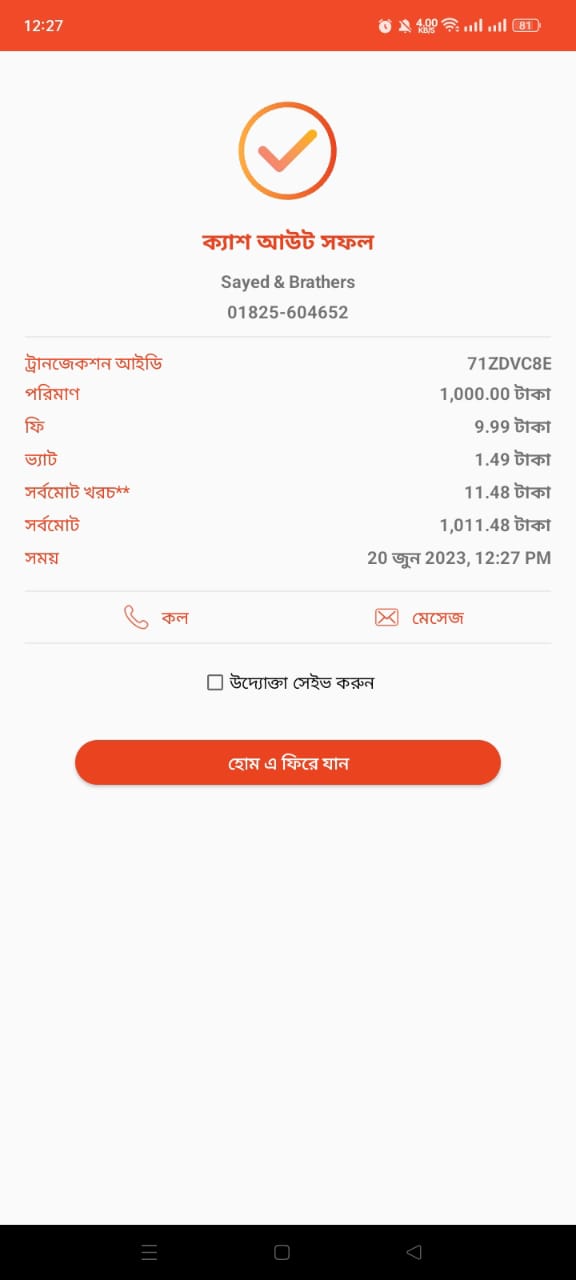 12:27 4.00 KB/S 81
ক্যাশ আউট সফল
Sayed & Brathers
01825-604652
ট্রানজেকশন আইডি 71ZDVC8E
পরিমাণ 1,000.00 টাকা
ফি 9.99 টাকা
ভ্যাট 1.49 টাকা
সর্বমোট খরচ** 11.48 টাকা
সর্বমোট 1,011.48 টাকা
সময় 20 জুন 2023, 12:27 PM
কল মেসেজ
উদ্যোক্তা সেইভ করুন
হোম এ ফিরে যান